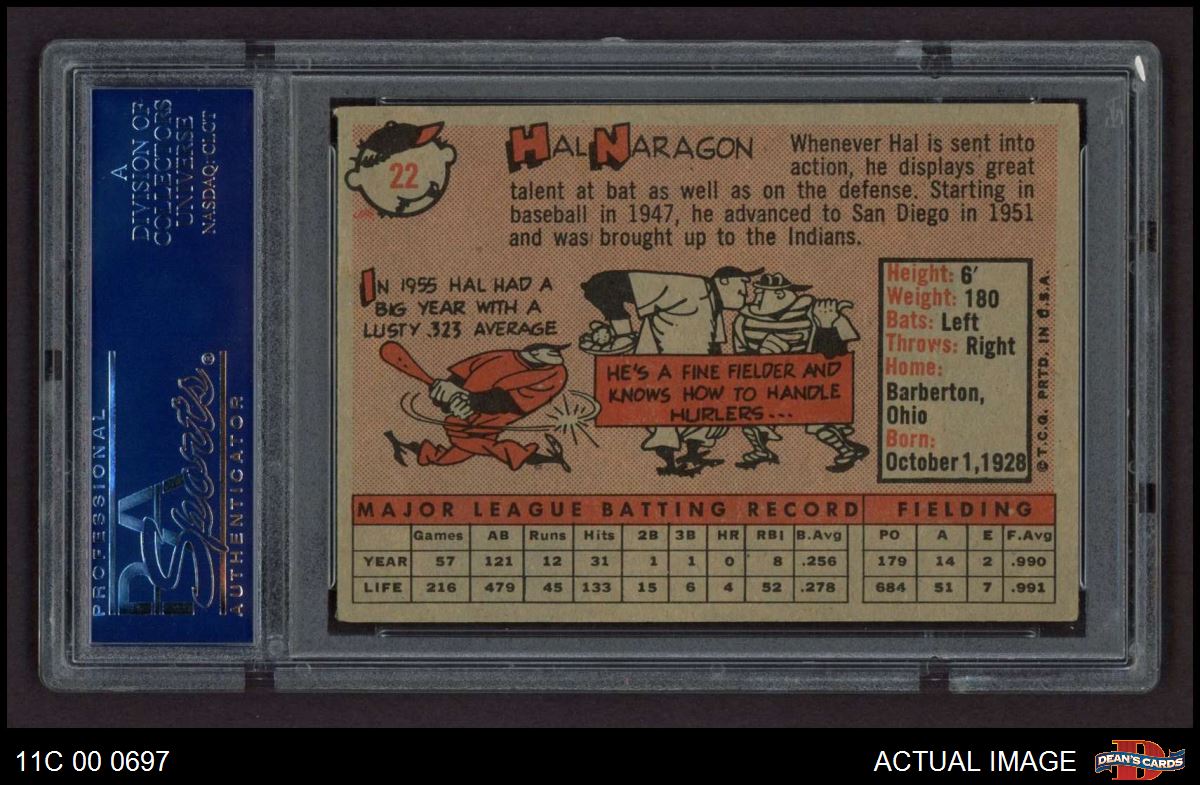 A
DIVISION OF
COLLECTORS
UNIVERSE
NASDAQ: CLCT
PROFESSIONAL
PSA
Sports®
AUTHENTICATOR
22
HAL NARAGON
Whenever Hal is sent into
action, he displays great
talent at bat as well as on the defense. Starting in
baseball in 1947, he advanced to San Diego in 1951
and was brought up to the Indians.
IN 1955 HAL HAD A
BIG YEAR WITH A
LUSTY .323 AVERAGE
HE'S A FINE FIELDER AND
KNOWS HOW TO HANDLE
HURLERS...
Height: 6'
Weight: 180
Bats: Left
Throws: Right
Home:
Barberton,
Ohio
Born:
October 1, 1928
© T.C.G. PRTD. IN U.S.A.
MAJOR LEAGUE BATTING RECORD FIELDING
Games AB Runs Hits 2B 3B HR RBI B.Avg PO A E F.Avg
YEAR 57 121 12 31 1 1 0 8 .256 179 14 2 .990
LIFE 216 479 45 133 15 6 4 52 .278 684 51 7 .991
11C 00 0697
ACTUAL IMAGE
D
DEAN'S CARDS